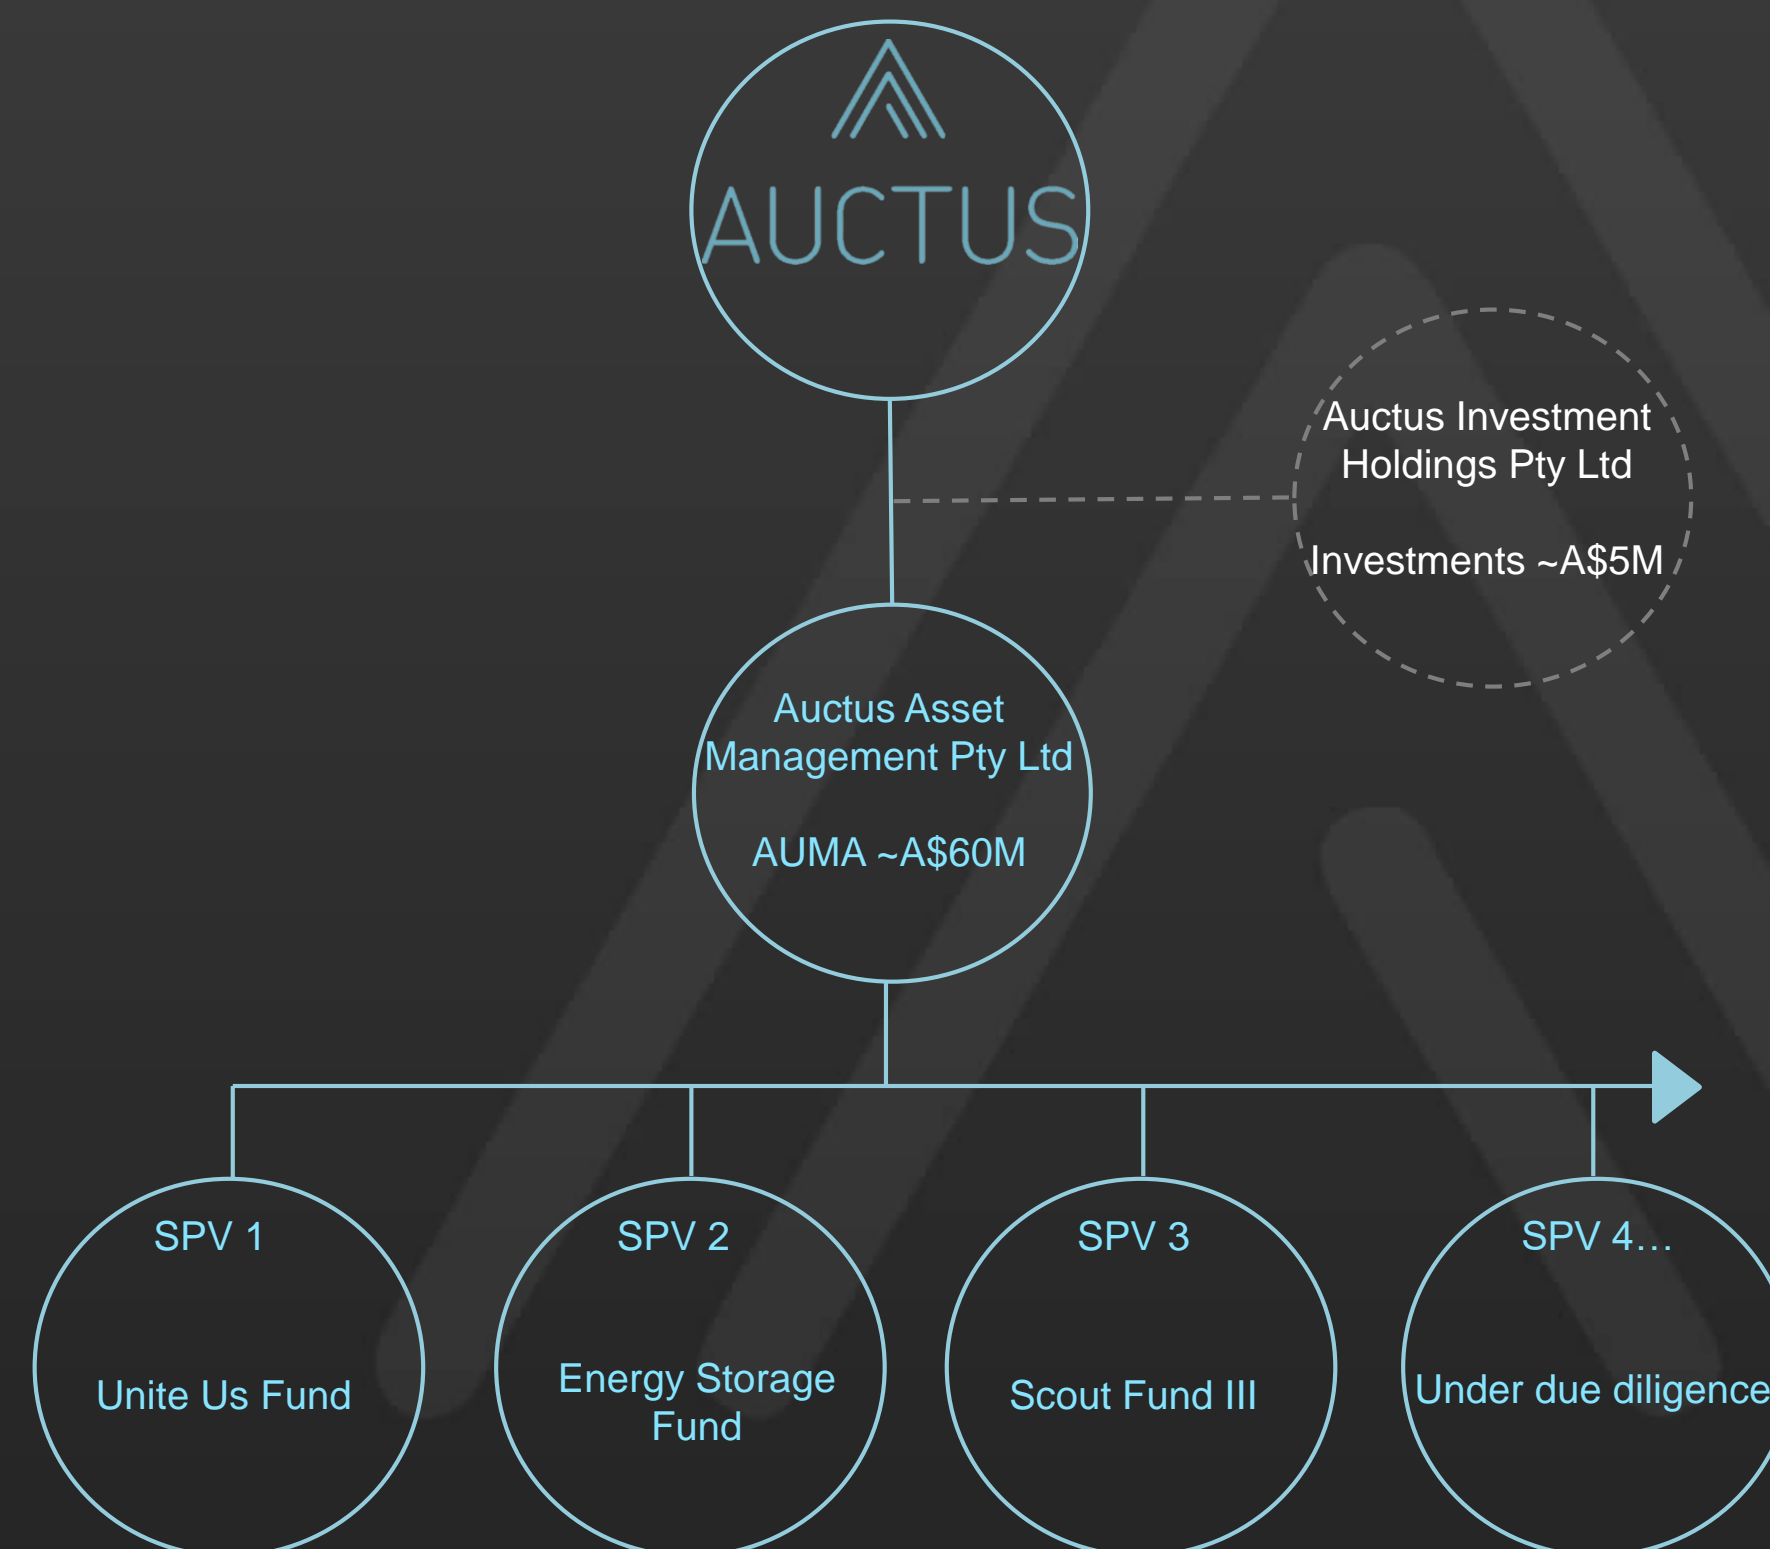 AUCTUS
Auctus Investment
Holdings Pty Ltd
Investments ~A$5M
Auctus Asset
Management Pty Ltd
AUMA ~A$60M
SPV 1
Unite Us Fund
SPV 2
Energy Storage
Fund
SPV 3
Scout Fund III
SPV 4…
Under due diligence